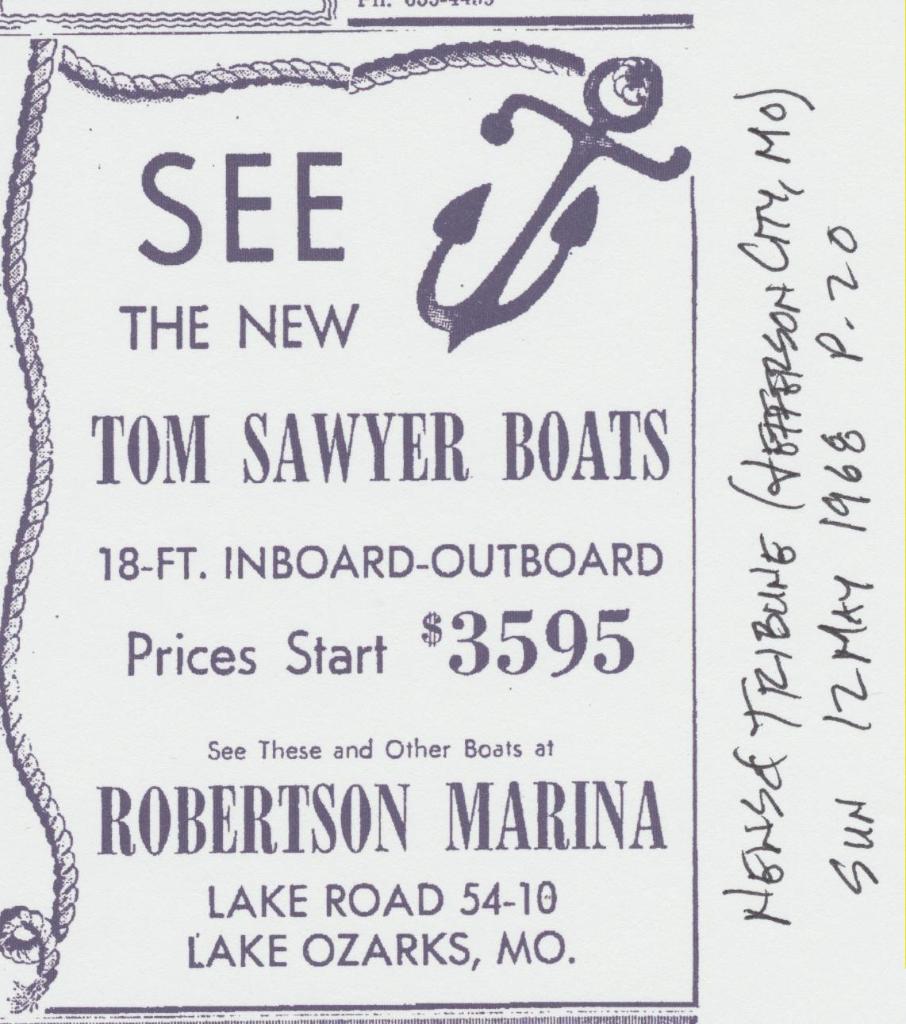 SEE
THE NEW
TOM SAWYER BOATS
18-FT. INBOARD-OUTBOARD
Prices Start $3595
See These and Other Boats at
ROBERTSON MARINA
LAKE ROAD 54-10
LAKE OZARKS, MO.
NEWS & TRIBUNE (JEFFERSON CITY, MO)
SUN 12 MAY 1968 P. 20